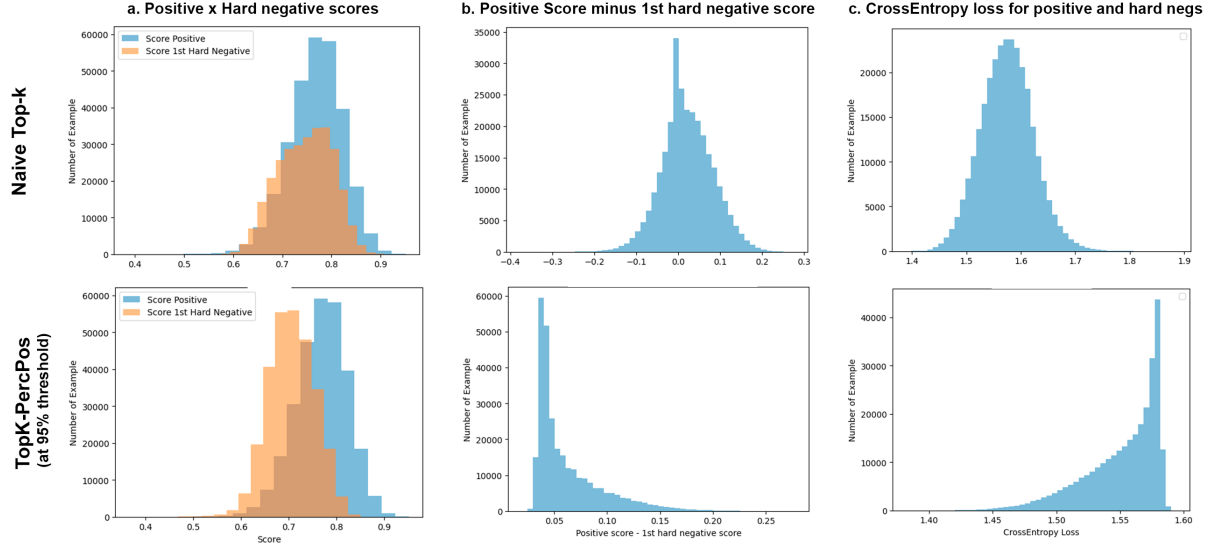 a. Positive x Hard negative scores
b. Positive Score minus 1st hard negative score
c. CrossEntropy loss for positive and hard negs
Naive Top-k
Number of Example
60000
50000
40000
30000
20000
10000
0
Score Positive
Score 1st Hard Negative
0.4 0.5 0.6 0.7 0.8 0.9
Number of Example
35000
30000
25000
20000
15000
10000
5000
0
−0.4 −0.3 −0.2 −0.1 0.0 0.1 0.2 0.3
Number of Example
20000
15000
10000
5000
0
1.4 1.5 1.6 1.7 1.8 1.9
TopK-PercPos
(at 95% threshold)
Number of Example
60000
50000
40000
30000
20000
10000
0
Score Positive
Score 1st Hard Negative
0.4 0.5 0.6 0.7 0.8 0.9
Score
Number of Example
60000
50000
40000
30000
20000
10000
0
0.05 0.10 0.15 0.20 0.25
Positive score - 1st hard negative score
Number of Example
40000
30000
20000
10000
0
1.40 1.45 1.50 1.55 1.60
CrossEntropy Loss